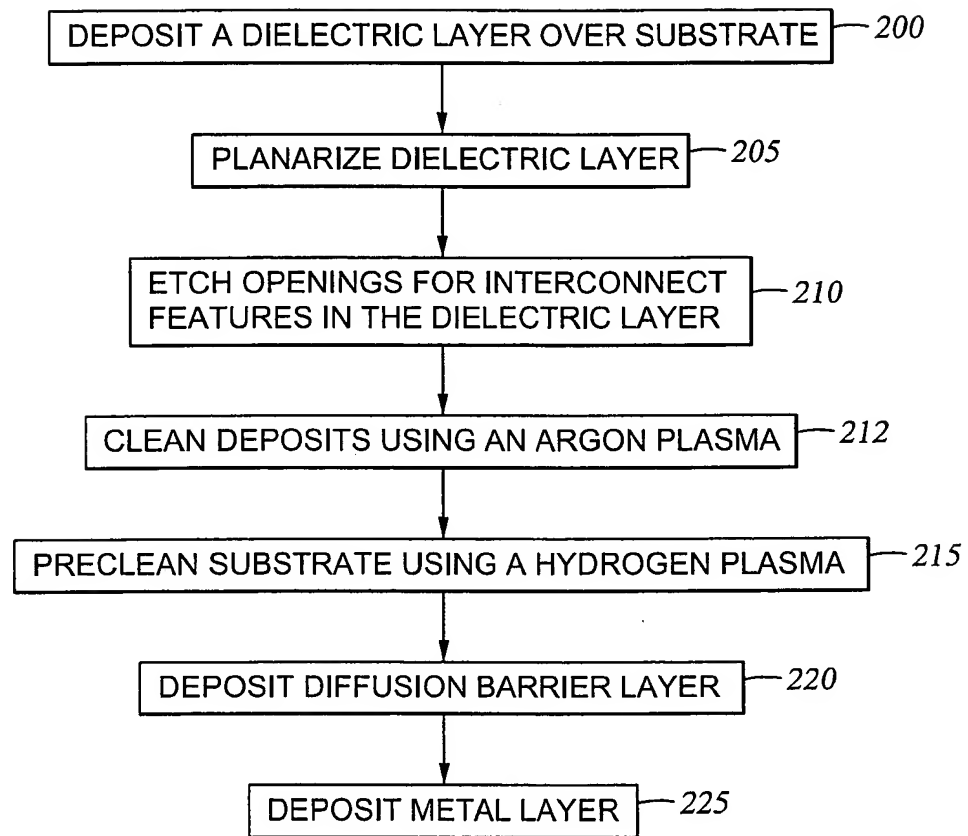 DEPOSIT A DIELECTRIC LAYER OVER SUBSTRATE 200
PLANARIZE DIELECTRIC LAYER 205
ETCH OPENINGS FOR INTERCONNECT
FEATURES IN THE DIELECTRIC LAYER 210
CLEAN DEPOSITS USING AN ARGON PLASMA 212
PRECLEAN SUBSTRATE USING A HYDROGEN PLASMA 215
DEPOSIT DIFFUSION BARRIER LAYER 220
DEPOSIT METAL LAYER 225